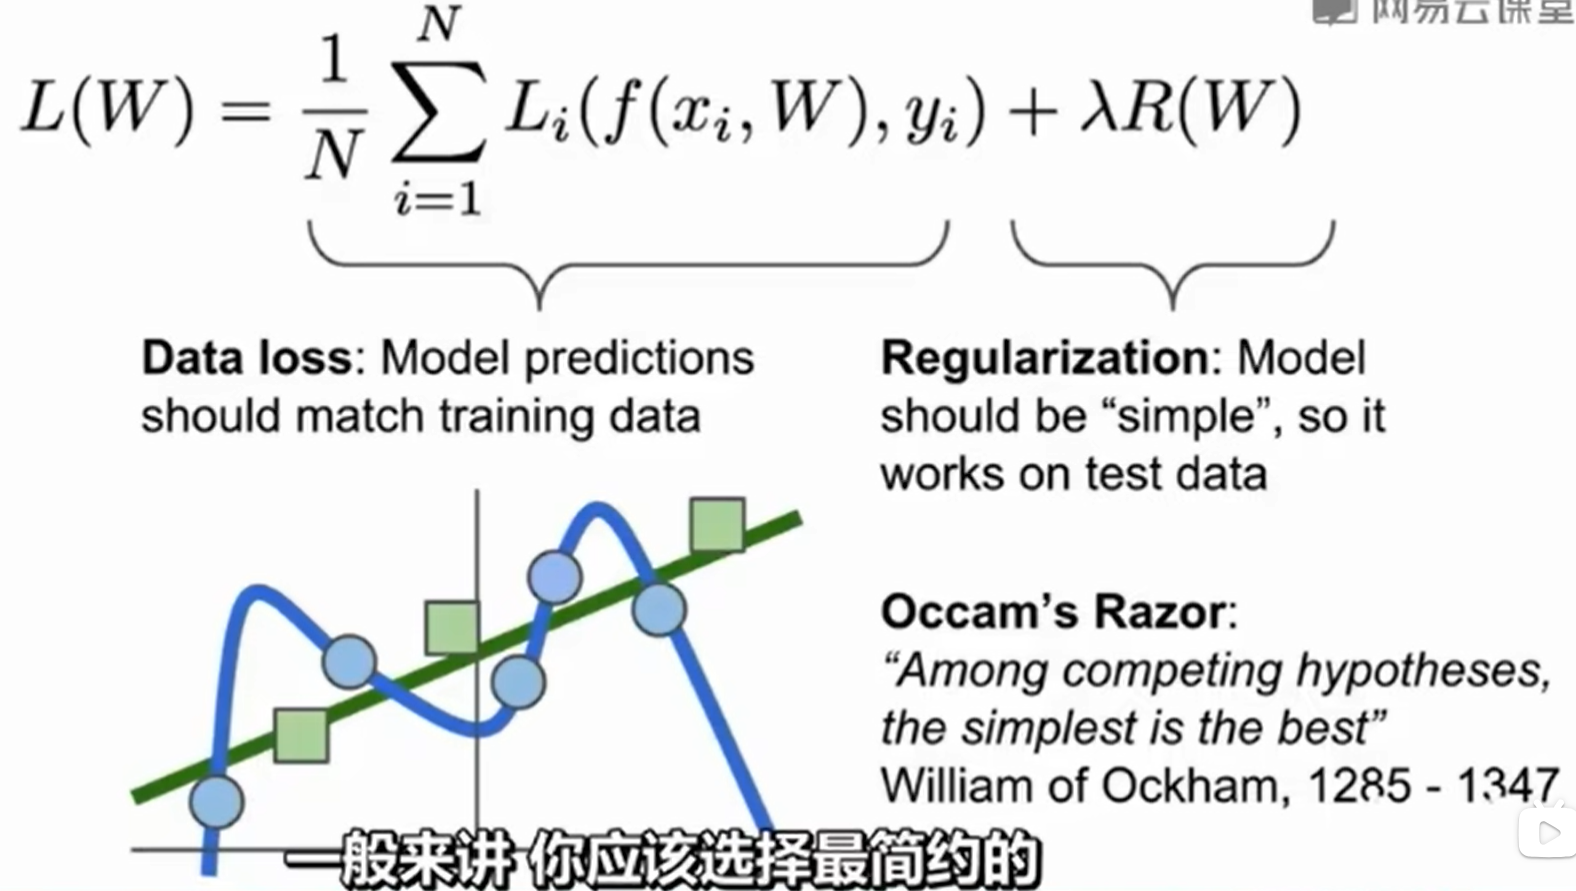 网易云课堂
L(W) = \frac{1}{N} \sum_{i=1}^{N} L_i(f(x_i, W), y_i) + λR(W)
Data loss: Model predictions
should match training data
Regularization: Model
should be “simple”, so it
works on test data
Occam’s Razor:
“Among competing hypotheses,
the simplest is the best”
William of Ockham, 1285 - 1347
一般来讲 你应该选择最简约的